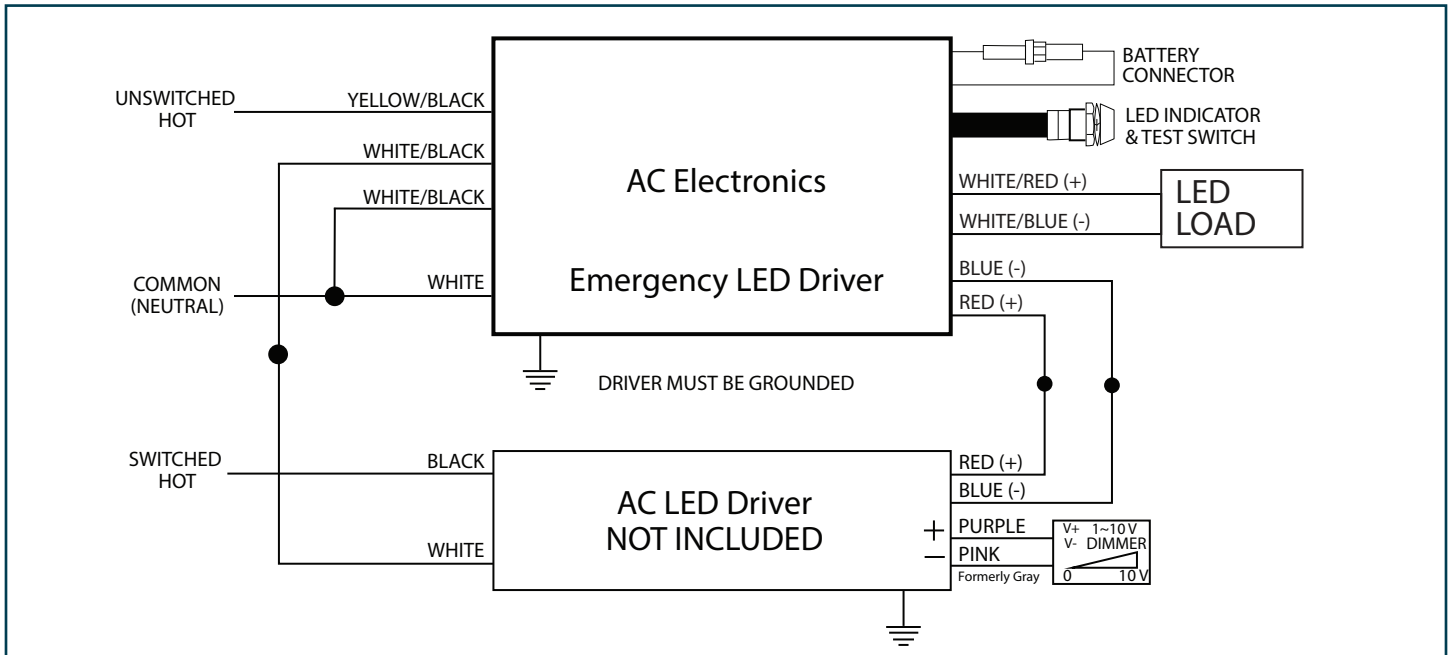 UNSWITCHED
HOT
YELLOW/BLACK
WHITE/BLACK
WHITE/BLACK
COMMON
(NEUTRAL)
WHITE
AC Electronics
Emergency LED Driver
BATTERY
CONNECTOR
LED INDICATOR
& TEST SWITCH
WHITE/RED (+)
WHITE/BLUE (-)
LED
LOAD
BLUE (-)
RED (+)
DRIVER MUST BE GROUNDED
SWITCHED
HOT
BLACK
WHITE
AC LED Driver
NOT INCLUDED
RED (+)
BLUE (-)
+ PURPLE
− PINK
Formerly Gray
V+ 1~10 V
V- DIMMER
0 10 V